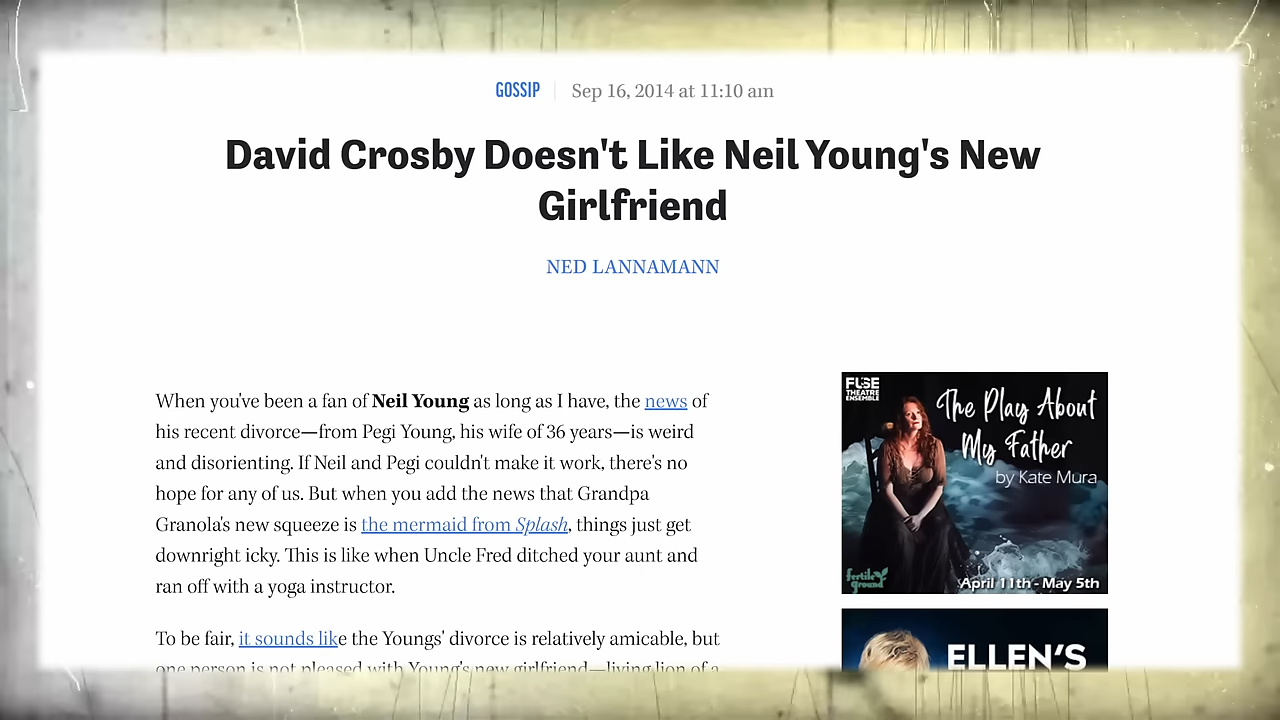 GOSSIP Sep 16, 2014 at 11:10 am
David Crosby Doesn't Like Neil Young's New
Girlfriend
NED LANNAMANN
When you've been a fan of Neil Young as long as I have, the news of
his recent divorce—from Pegi Young, his wife of 36 years—is weird
and disorienting. If Neil and Pegi couldn't make it work, there's no
hope for any of us. But when you add the news that Grandpa
Granola's new squeeze is the mermaid from Splash, things just get
downright icky. This is like when Uncle Fred ditched your aunt and
ran off with a yoga instructor.
To be fair, it sounds like the Youngs' divorce is relatively amicable, but
one person is not pleased with Young's new girlfriend—living lion of a
FUSE
THEATRE
ENSEMBLE
The Play About
My Father
by Kate Mura
fertile
ground
April 11th - May 5th
ELLEN'S